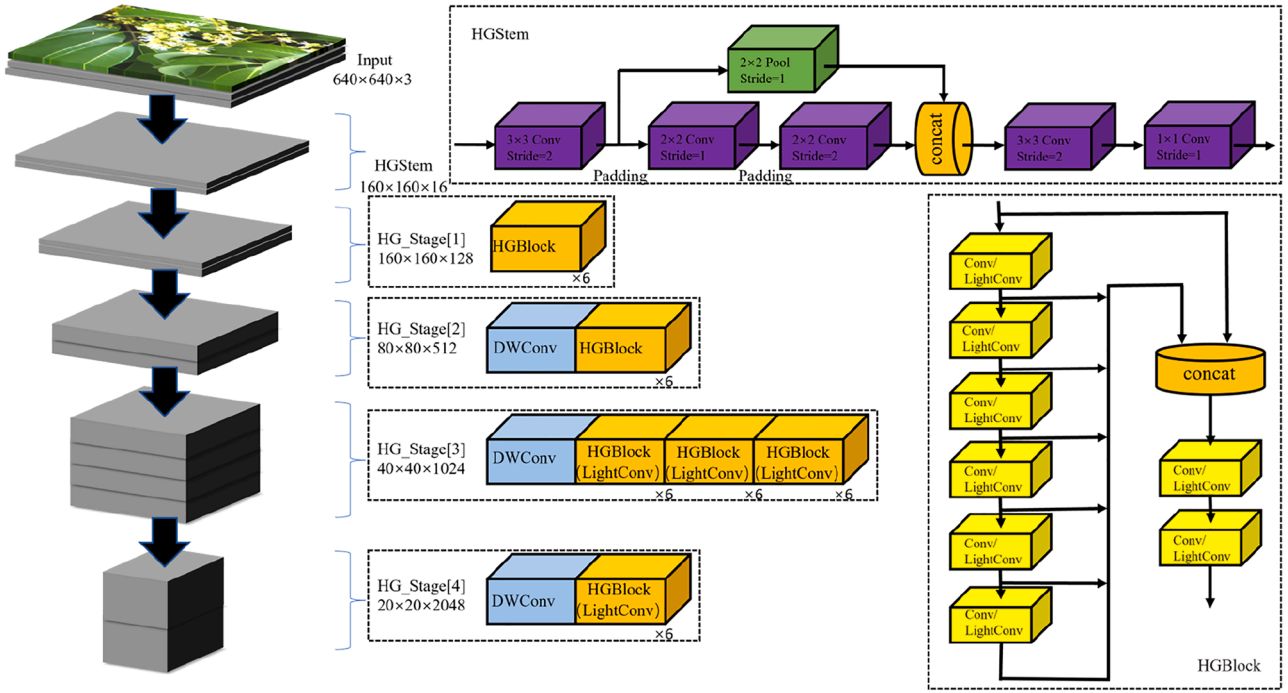 Input
640×640×3
HGStem
160×160×16
HG_Stage[1]
160×160×128
HG_Stage[2]
80×80×512
HG_Stage[3]
40×40×1024
HG_Stage[4]
20×20×2048
HGStem
2×2 Pool
Stride=1
3×3 Conv
Stride=2
Padding
2×2 Conv
Stride=1
Padding
2×2 Conv
Stride=2
concat
3×3 Conv
Stride=2
1×1 Conv
Stride=1
HGBlock
×6
DWConv
HGBlock
×6
DWConv
HGBlock
(LightConv)
×6
HGBlock
(LightConv)
×6
HGBlock
(LightConv)
×6
DWConv
HGBlock
(LightConv)
×6
Conv/
LightConv
Conv/
LightConv
Conv/
LightConv
Conv/
LightConv
Conv/
LightConv
Conv/
LightConv
concat
Conv/
LightConv
Conv/
LightConv
HGBlock